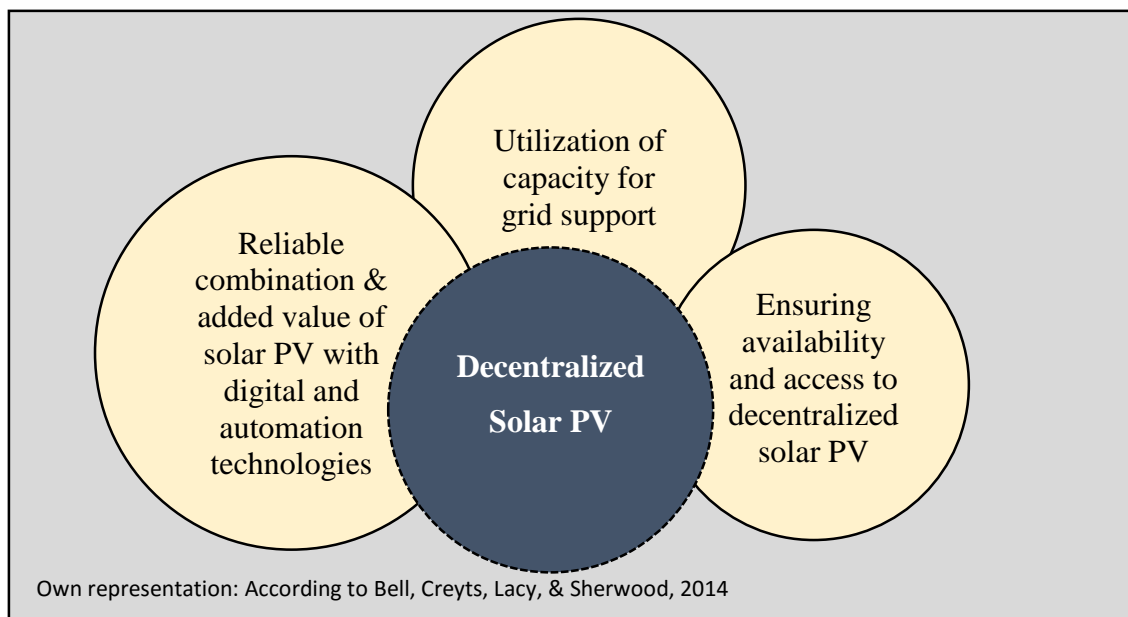 Utilization of
capacity for
grid support
Reliable
combination &
added value of
solar PV with
digital and
automation
technologies
Decentralized
Solar PV
Ensuring
availability
and access to
decentralized
solar PV
Own representation: According to Bell, Creyts, Lacy, & Sherwood, 2014